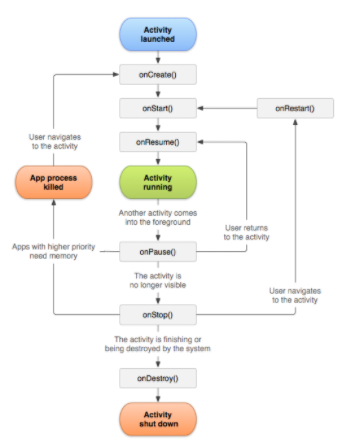 Activity
launched
onCreate()
onStart()
onRestart()
User navigates
to the activity
onResume()
App process
killed
Activity
running
Another activity comes
into the foreground
User returns
to the activity
Apps with higher priority
need memory
onPause()
The activity is
no longer visible
User navigates
to the activity
onStop()
The activity is finishing or
being destroyed by the system
onDestroy()
Activity
shut down